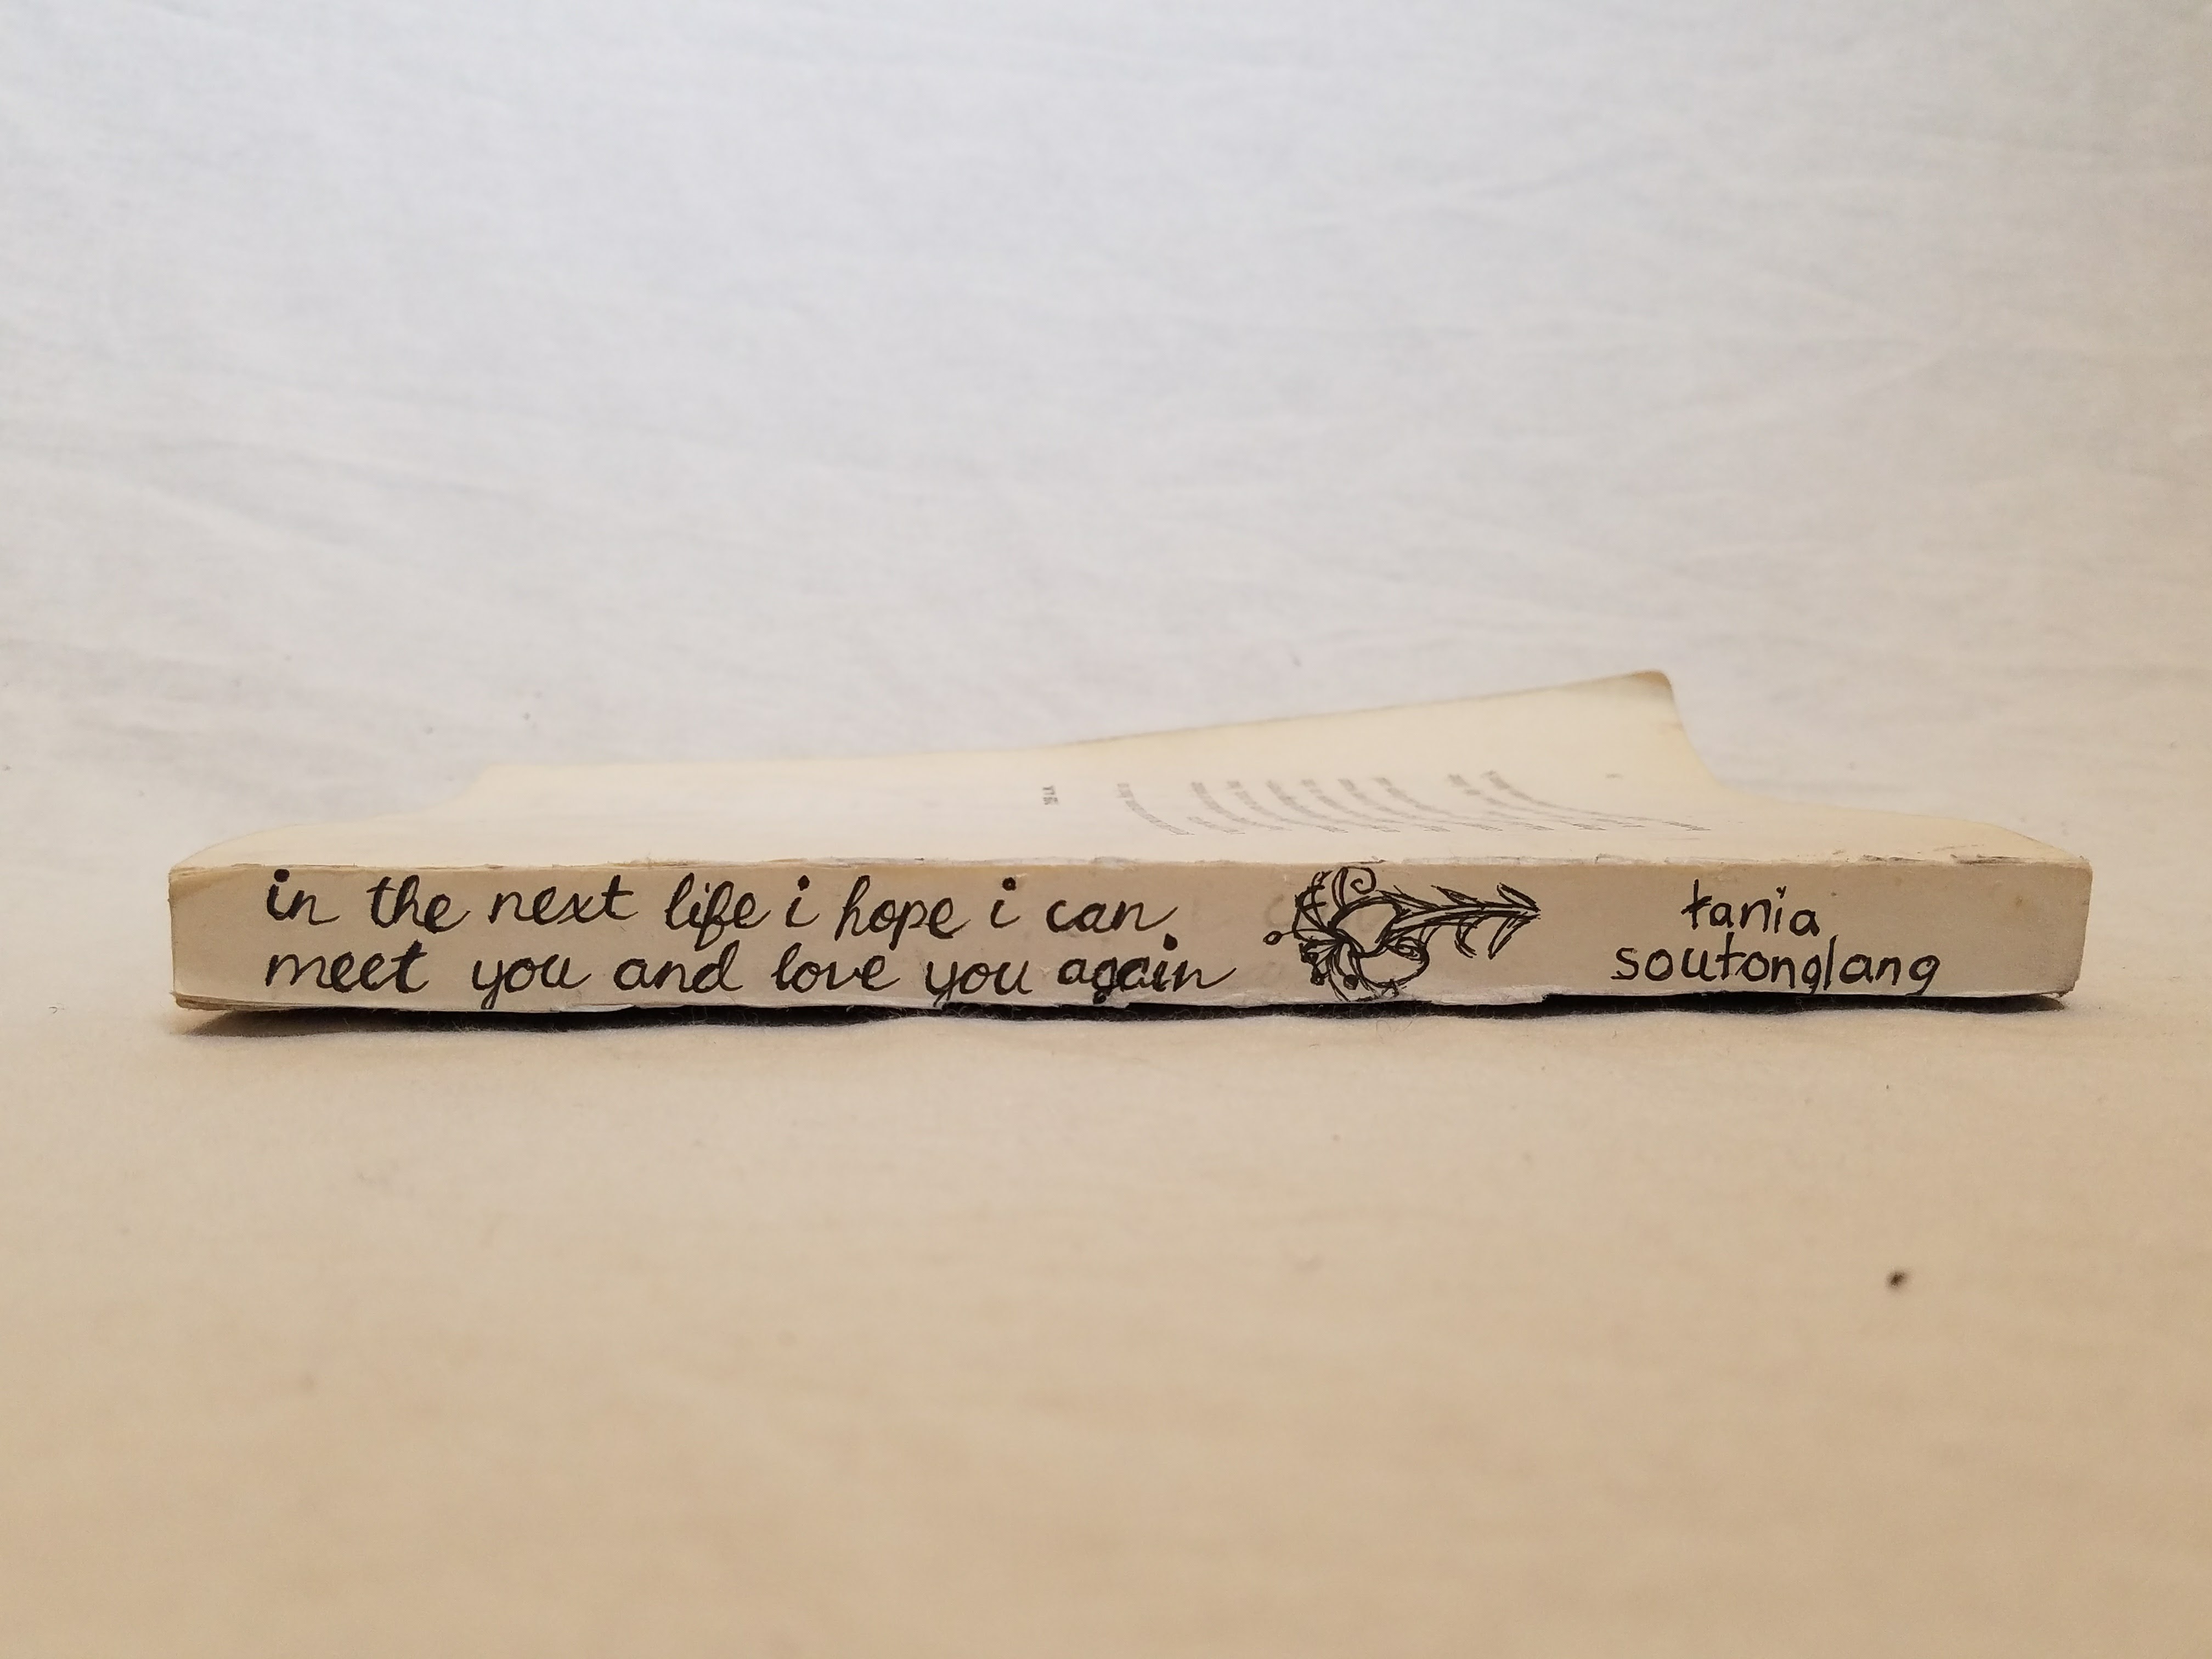 in the next life i hope i can
meet you and love you again
tania
soutonglang